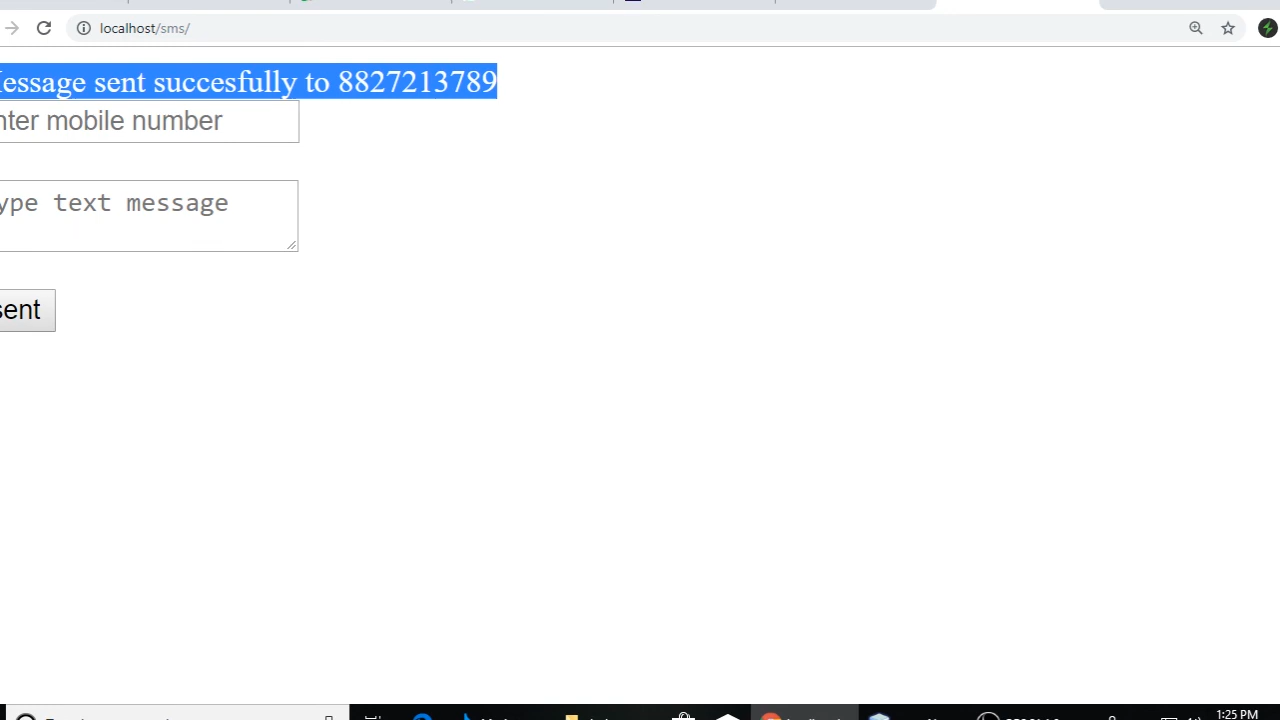 localhost/sms/
essage sent succesfully to 8827213789
nter mobile number
ype text message
sent
1:25 PM